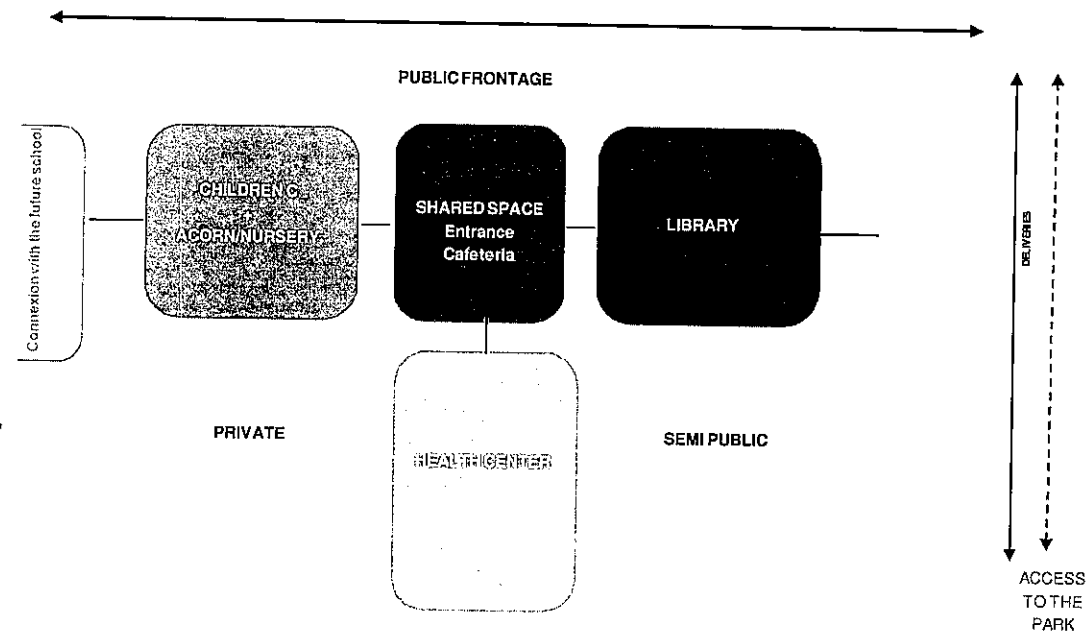 PUBLIC FRONTAGE
Connexion with the future school
CHILDREN C
ACORN/NURSERY
SHARED SPACE
Entrance
Cafeteria
LIBRARY
DELIVERIES
PRIVATE
HEALTH CENTER
SEMI PUBLIC
ACCESS
TO THE
PARK